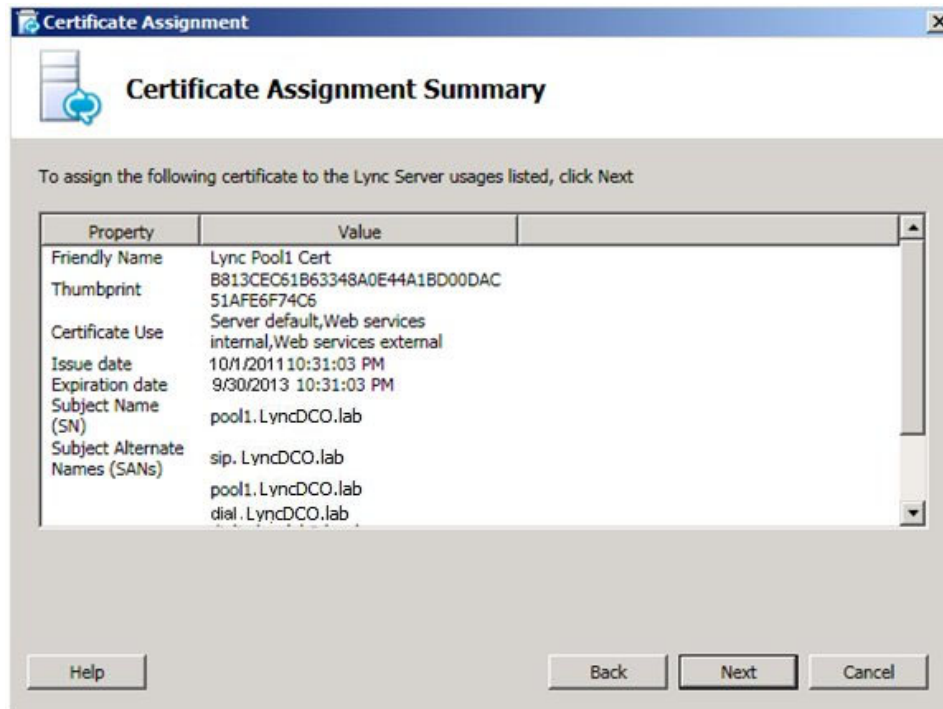 Certificate Assignment
Certificate Assignment Summary
To assign the following certificate to the Lync Server usages listed, click Next
Property Value
Friendly Name Lync Pool1 Cert
Thumbprint B813CEC61B63348A0E44A1BD00DAC
51AFE6F74C6
Certificate Use Server default,Web services
internal,Web services external
Issue date 10/1/2011 10:31:03 PM
Expiration date 9/30/2013 10:31:03 PM
Subject Name
(SN) pool1.LyncDCO.lab
Subject Alternate
Names (SANs) sip.LyncDCO.lab
pool1.LyncDCO.lab
dial.LyncDCO.lab
Help Back Next Cancel